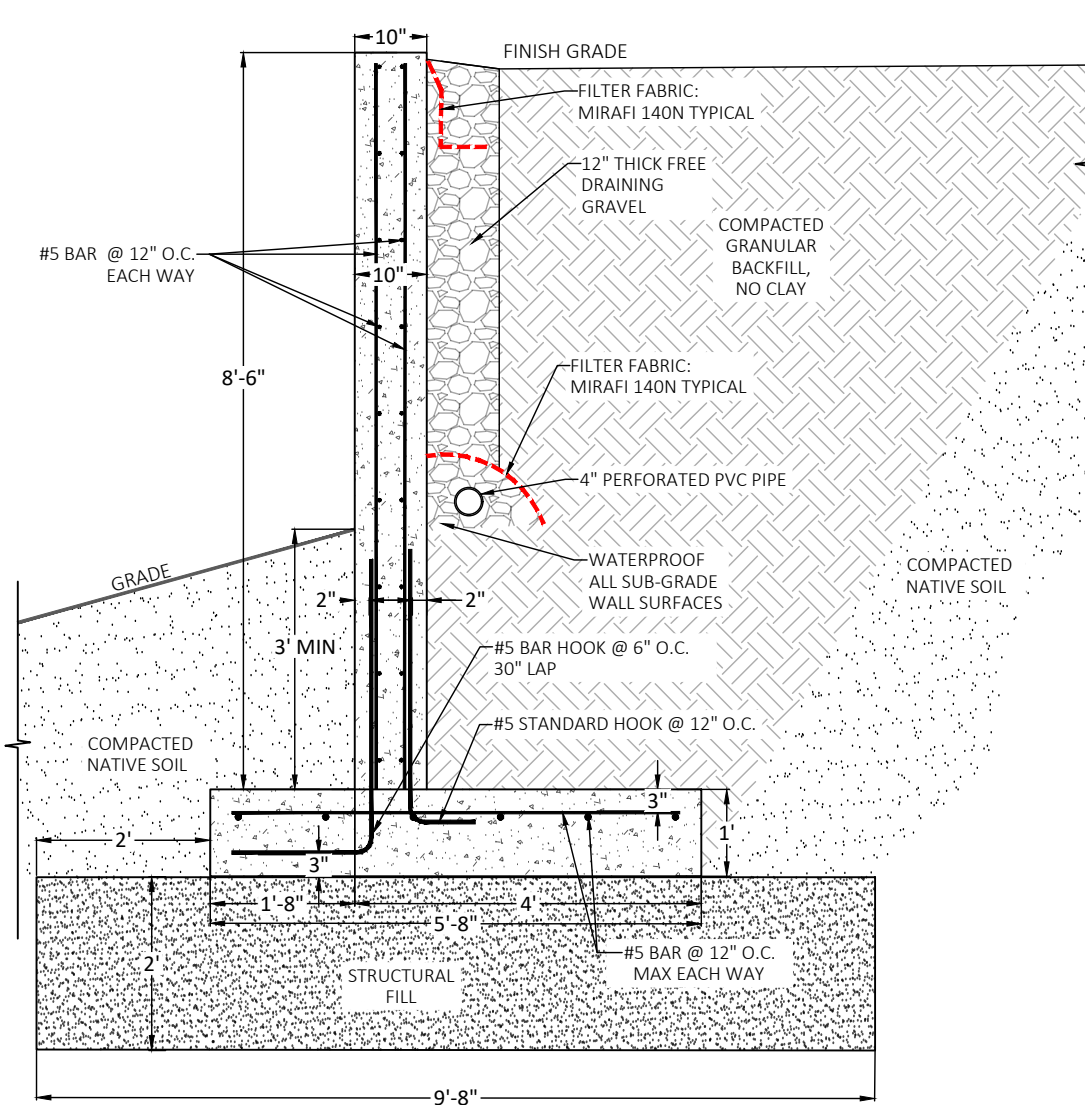 10"
FINISH GRADE
FILTER FABRIC:
MIRAFI 140N TYPICAL
12" THICK FREE
DRAINING
GRAVEL
COMPACTED
GRANULAR
BACKFILL,
NO CLAY
#5 BAR @ 12" O.C.
EACH WAY
10"
8'-6"
FILTER FABRIC:
MIRAFI 140N TYPICAL
4" PERFORATED PVC PIPE
WATERPROOF
ALL SUB-GRADE
WALL SURFACES
COMPACTED
NATIVE SOIL
GRADE
2"
2"
3' MIN
#5 BAR HOOK @ 6" O.C.
30" LAP
#5 STANDARD HOOK @ 12" O.C.
COMPACTED
NATIVE SOIL
3"
1'
2'
3"
1'-8"
4'
5'-8"
#5 BAR @ 12" O.C.
MAX EACH WAY
2'
STRUCTURAL
FILL
9'-8"